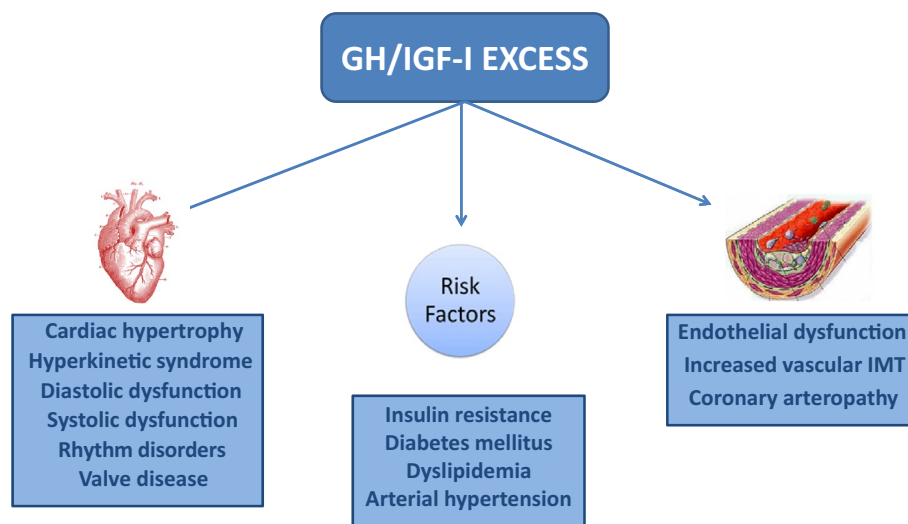 GH/IGF-I EXCESS
Cardiac hypertrophy
Hyperkinetic syndrome
Diastolic dysfunction
Systolic dysfunction
Rhythm disorders
Valve disease
Risk
Factors
Insulin resistance
Diabetes mellitus
Dyslipidemia
Arterial hypertension
Endothelial dysfunction
Increased vascular IMT
Coronary arteropathy